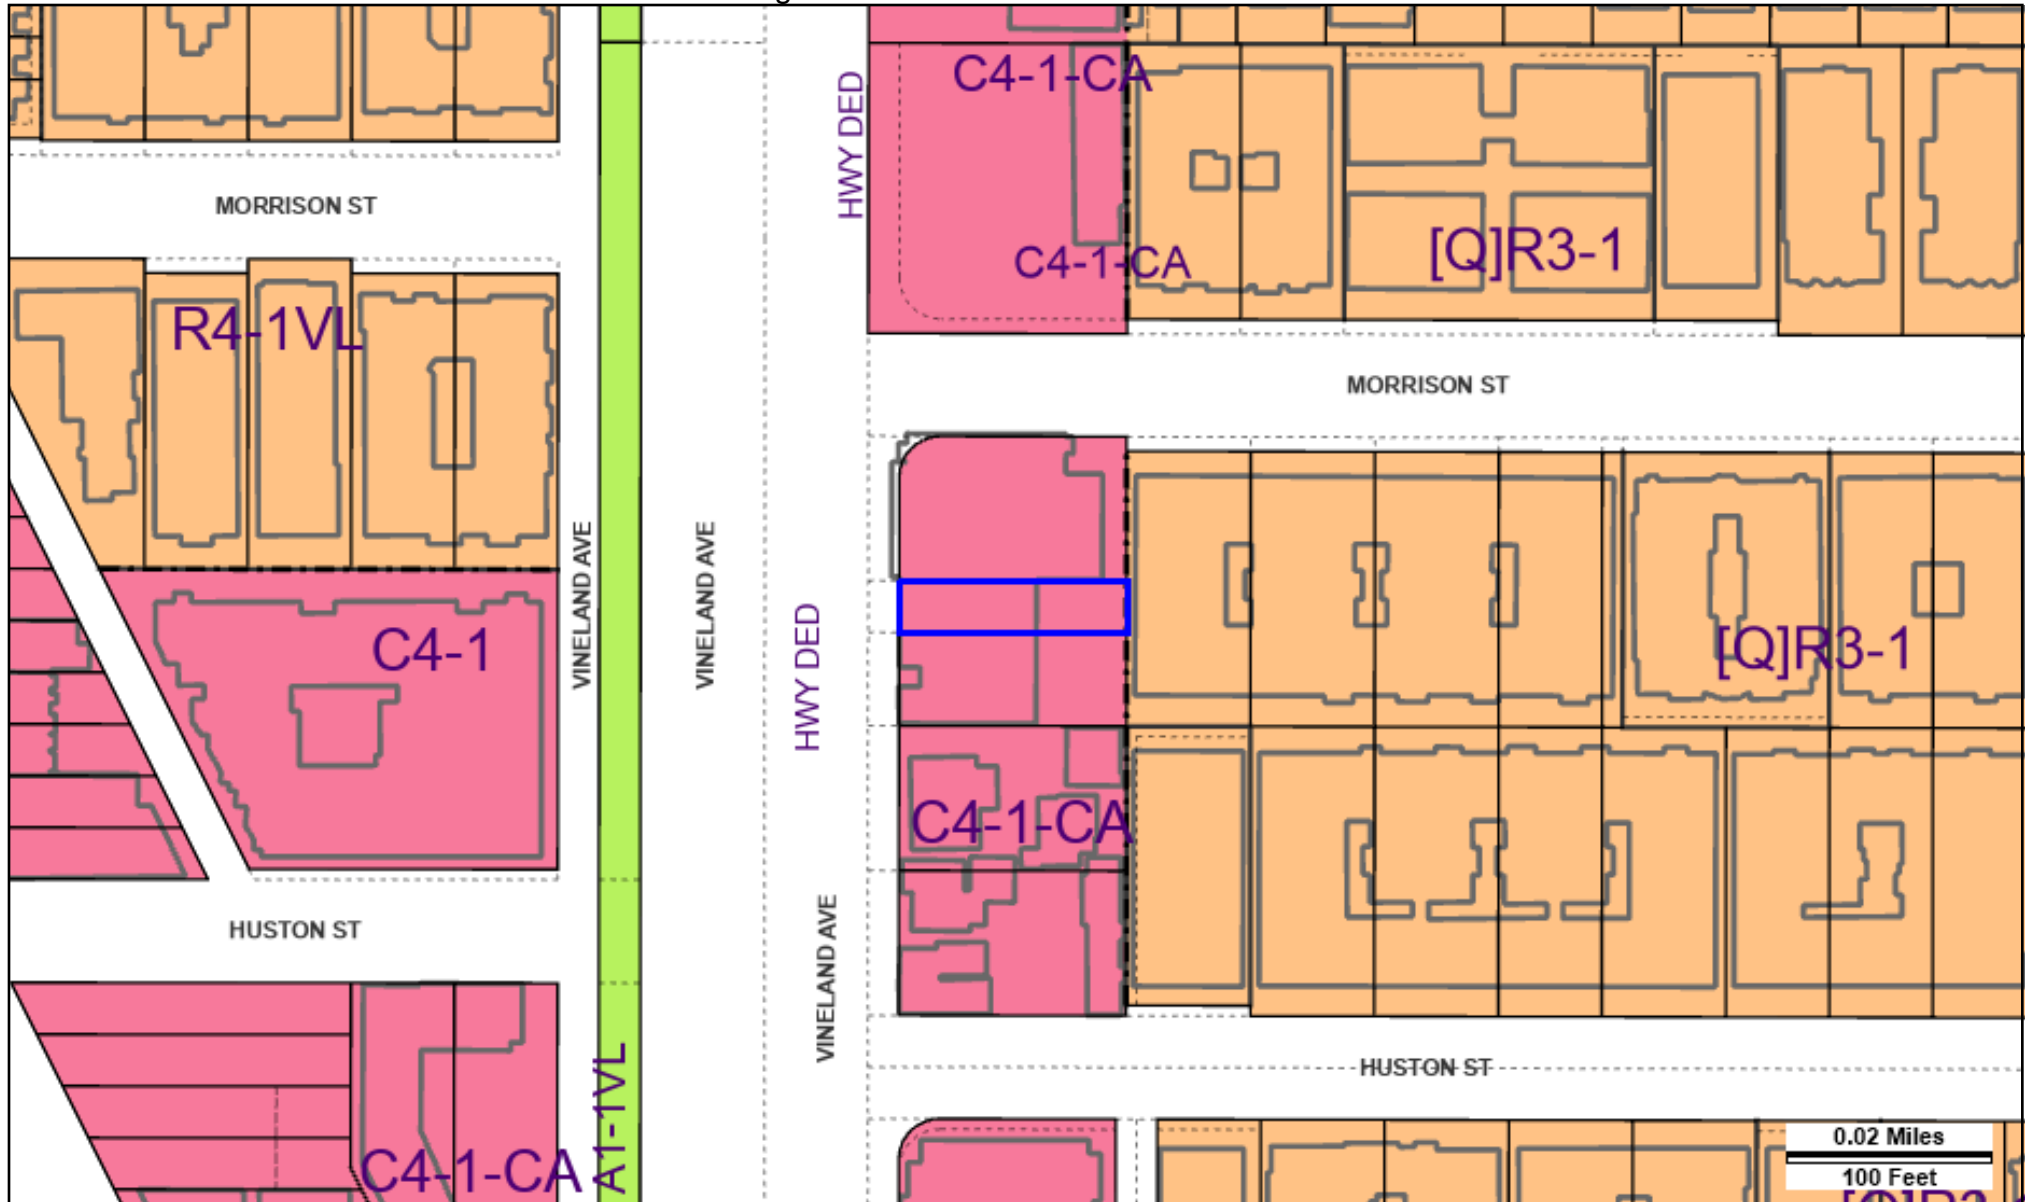 C4-1-CA
HWY DED
MORRISON ST
[Q]R3-1
C4-1-CA
R4-1VL
MORRISON ST
VINELAND AVE
VINELAND AVE
HWY DED
C4-1
[Q]R3-1
C4-1-CA
VINELAND AVE
HUSTON ST
HUSTON ST
A1-1VL
C4-1-CA
0.02 Miles
100 Feet